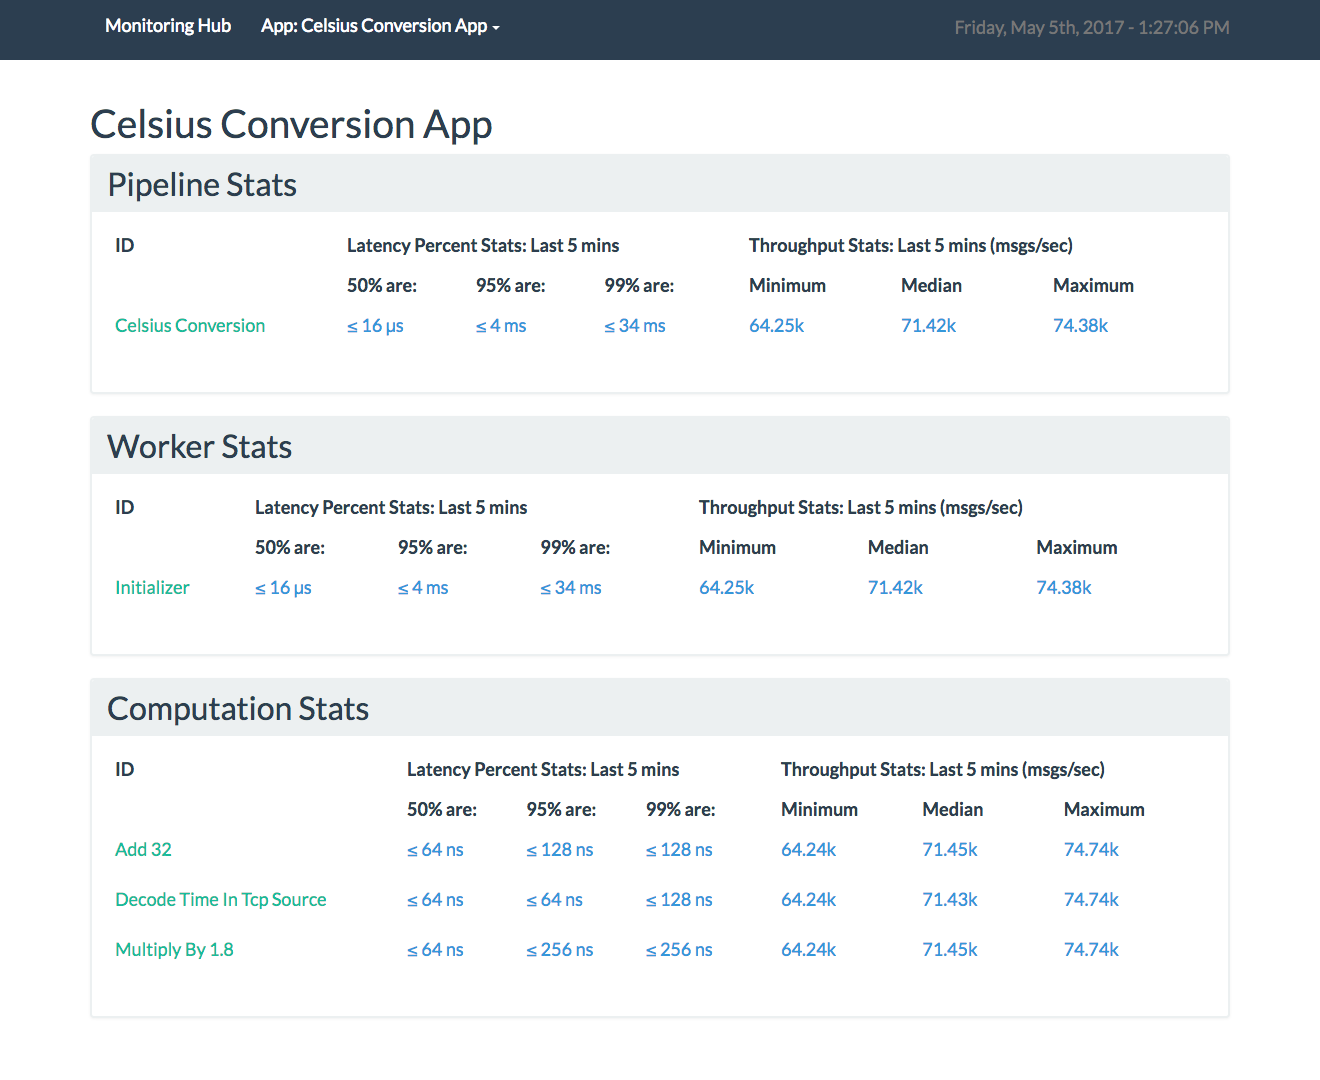 Monitoring Hub App: Celsius Conversion App Friday, May 5th, 2017 - 1:27:06 PM
Celsius Conversion App
Pipeline Stats
ID Latency Percent Stats: Last 5 mins Throughput Stats: Last 5 mins (msgs/sec)
50% are: 95% are: 99% are: Minimum Median Maximum
Celsius Conversion ≤ 16 μs ≤ 4 ms ≤ 34 ms 64.25k 71.42k 74.38k
Worker Stats
ID Latency Percent Stats: Last 5 mins Throughput Stats: Last 5 mins (msgs/sec)
50% are: 95% are: 99% are: Minimum Median Maximum
Initializer ≤ 16 μs ≤ 4 ms ≤ 34 ms 64.25k 71.42k 74.38k
Computation Stats
ID Latency Percent Stats: Last 5 mins Throughput Stats: Last 5 mins (msgs/sec)
50% are: 95% are: 99% are: Minimum Median Maximum
Add 32 ≤ 64 ns ≤ 128 ns ≤ 128 ns 64.24k 71.45k 74.74k
Decode Time In Tcp Source ≤ 64 ns ≤ 64 ns ≤ 128 ns 64.24k 71.43k 74.74k
Multiply By 1.8 ≤ 64 ns ≤ 256 ns ≤ 256 ns 64.24k 71.45k 74.74k